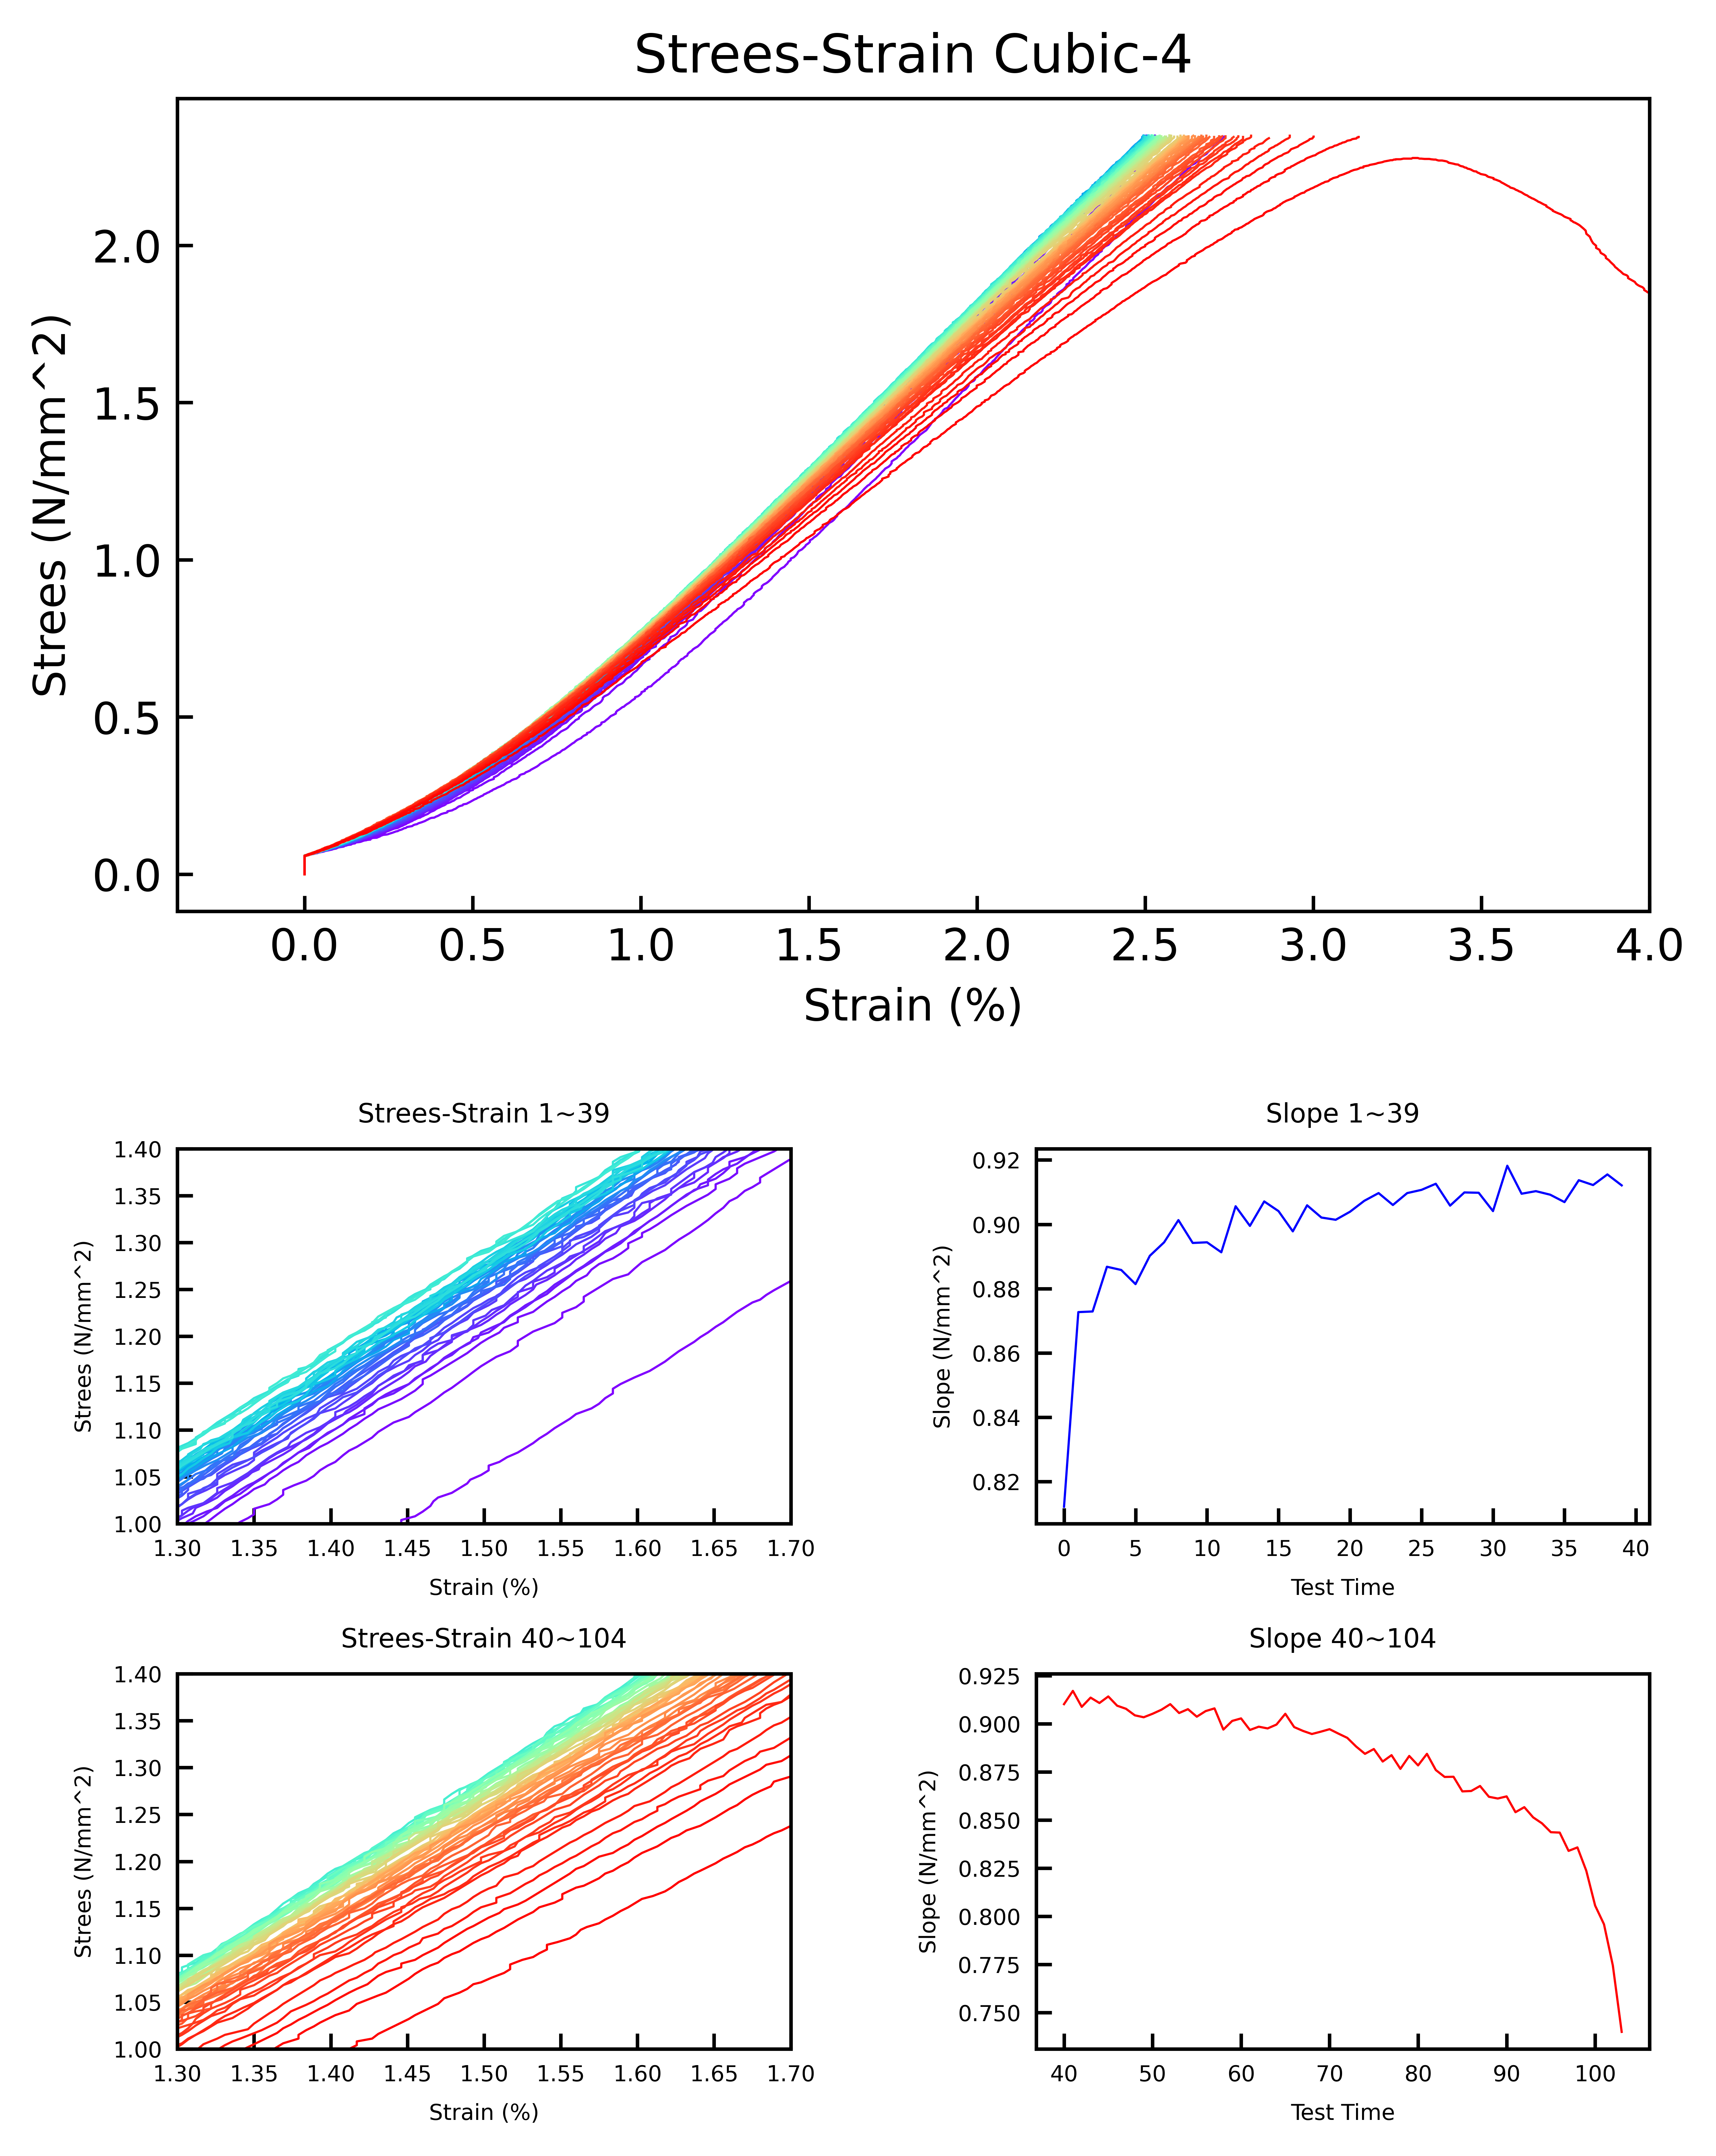 Strees-Strain Cubic-4
Strees (N/mm^2)
2.0
1.5
1.0
0.5
0.0
0.0 0.5 1.0 1.5 2.0 2.5 3.0 3.5 4.0
Strain (%)
Strees-Strain 1~39
Strees (N/mm^2)
1.40
1.35
1.30
1.25
1.20
1.15
1.10
1.05
1.00
1.30 1.35 1.40 1.45 1.50 1.55 1.60 1.65 1.70
Strain (%)
Slope 1~39
Slope (N/mm^2)
0.92
0.90
0.88
0.86
0.84
0.82
0 5 10 15 20 25 30 35 40
Test Time
Strees-Strain 40~104
Strees (N/mm^2)
1.40
1.35
1.30
1.25
1.20
1.15
1.10
1.05
1.00
1.30 1.35 1.40 1.45 1.50 1.55 1.60 1.65 1.70
Strain (%)
Slope 40~104
Slope (N/mm^2)
0.925
0.900
0.875
0.850
0.825
0.800
0.775
0.750
40 50 60 70 80 90 100
Test Time